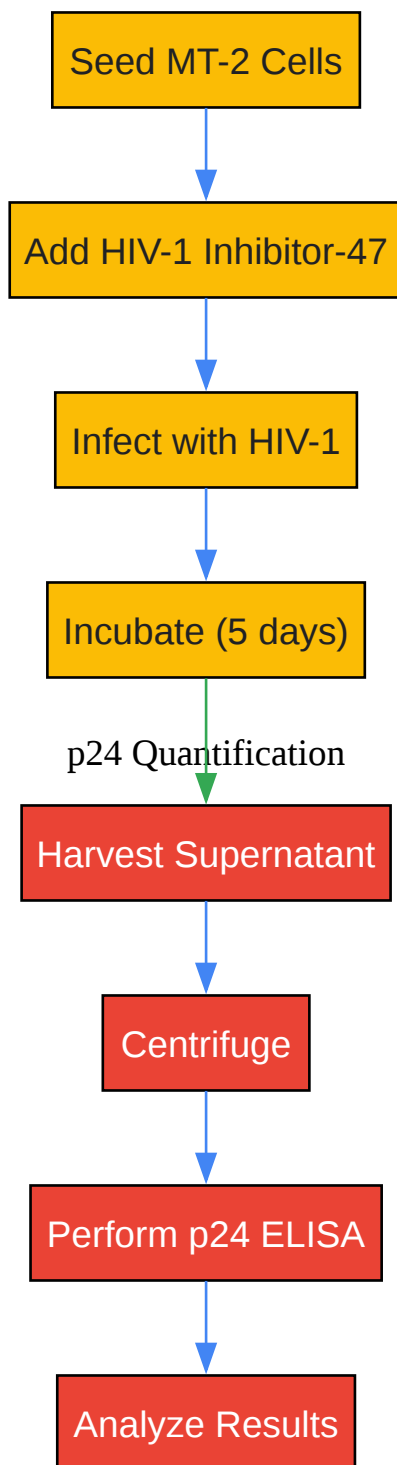 Seed MT-2 Cells
Add HIV-1 Inhibitor-47
Infect with HIV-1
Incubate (5 days)
p24 Quantification
Harvest Supernatant
Centrifuge
Perform p24 ELISA
Analyze Results